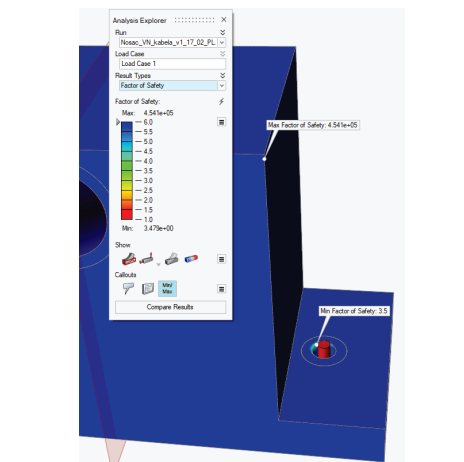 Analysis Explorer
Run
Nosac_VN_kabela_v1_17_02_PL
Load Case
Load Case 1
Result Types
Factor of Safety
Factor of Safety:
Max: 4.541e+05
6.0
5.5
5.0
4.5
4.0
3.5
3.0
2.5
2.0
1.5
1.0
Min: 3.479e+00
Show
Callouts
Min/
Max
Compare Results
Max Factor of Safety: 4.541e+05
Min Factor of Safety: 3.5